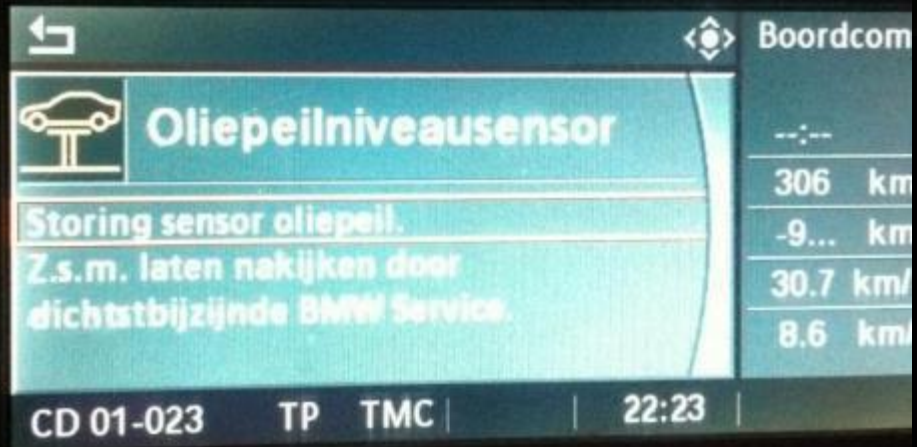 Boordcom
Oliepeilniveausensor
Storing sensor oliepeil.
Z.s.m. laten nakijken door
dichtstbijzijnde BMW Service.
--:--
306 km
-9... km
30.7 km/
8.6 km/
CD 01-023 TP TMC 22:23